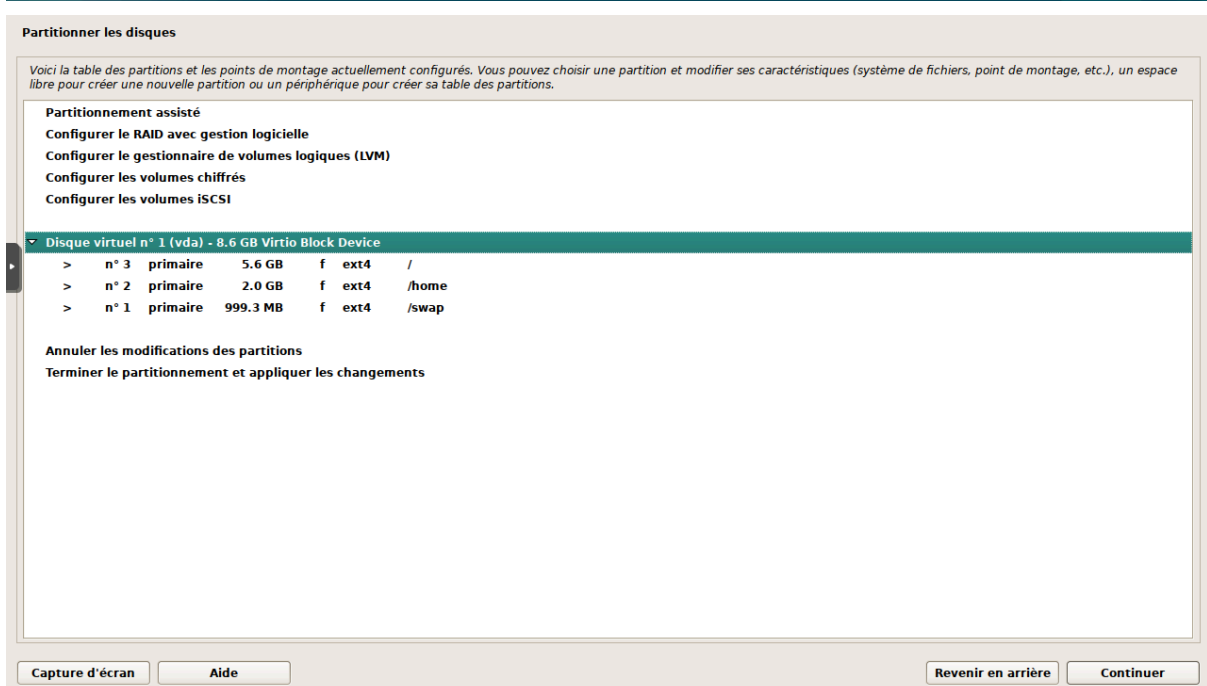 Partitionner les disques
Voici la table des partitions et les points de montage actuellement configurés. Vous pouvez choisir une partition et modifier ses caractéristiques (système de fichiers, point de montage, etc.), un espace
libre pour créer une nouvelle partition ou un périphérique pour créer sa table des partitions.
Partitionnement assisté
Configurer le RAID avec gestion logicielle
Configurer le gestionnaire de volumes logiques (LVM)
Configurer les volumes chiffrés
Configurer les volumes iSCSI
Disque virtuel n° 1 (vda) - 8.6 GB Virtio Block Device
> n° 3 primaire 5.6 GB f ext4 /
> n° 2 primaire 2.0 GB f ext4 /home
> n° 1 primaire 999.3 MB f ext4 /swap
Annuler les modifications des partitions
Terminer le partitionnement et appliquer les changements
Capture d'écran Aide Revenir en arrière Continuer